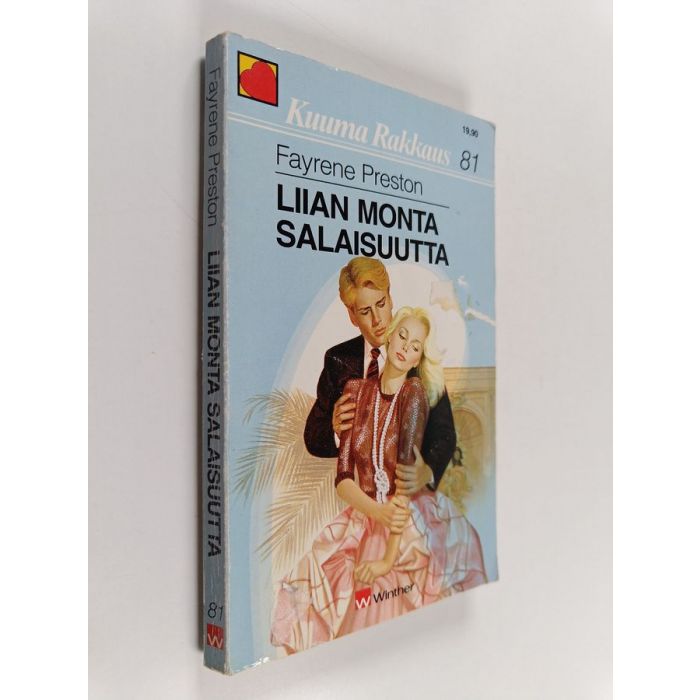 Kuuma Rakkaus
19,90
81
Fayrene Preston
LIIAN MONTA
SALAISUUTTA
W Winther
Fayrene Preston LIIAN MONTA SALAISUUTTA
81
W